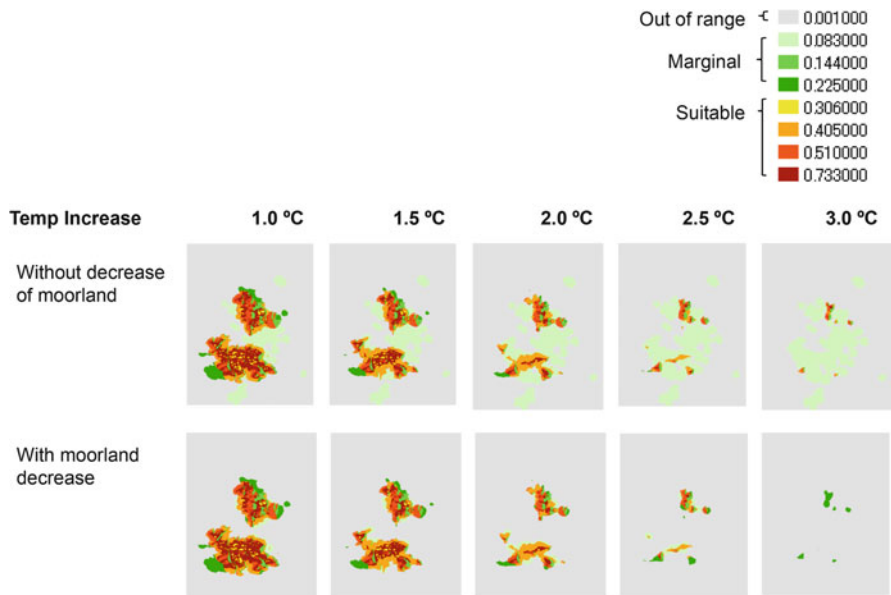 Out of range 0.001000
0.083000
Marginal 0.144000
0.225000
0.306000
Suitable 0.405000
0.510000
0.733000
Temp Increase 1.0 ºC 1.5 ºC 2.0 ºC 2.5 ºC 3.0 ºC
Without decrease
of moorland
With moorland
decrease